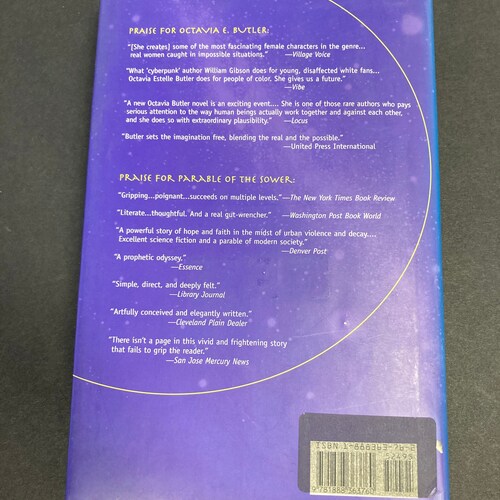 PRAISE FOR OCTAVIA E. BUTLER:
"[She creates] some of the most fascinating female characters in the genre...
real women caught in impossible situations." —Village Voice
"What 'cyberpunk' author William Gibson does for young, disaffected white fans...
Octavia Estelle Butler does for people of color. She gives us a future."
—Vibe
"A new Octavia Butler novel is an exciting event.... She is one of those rare authors who pays
serious attention to the way human beings actually work together and against each other,
and she does so with extraordinary plausibility." —Locus
"Butler sets the imagination free, blending the real and the possible."
—United Press International
PRAISE FOR PARABLE OF THE SOWER:
"Gripping...poignant...succeeds on multiple levels." —The New York Times Book Review
"Literate...thoughtful. And a real gut-wrencher." —Washington Post Book World
"A powerful story of hope and faith in the midst of urban violence and decay....
Excellent science fiction and a parable of modern society."
—Denver Post
"A prophetic odyssey."
—Essence
"Simple, direct, and deeply felt."
—Library Journal
"Artfully conceived and elegantly written."
—Cleveland Plain Dealer
"There isn't a page in this vivid and frightening story
that fails to grip the reader."
—San Jose Mercury News
ISBN
52495